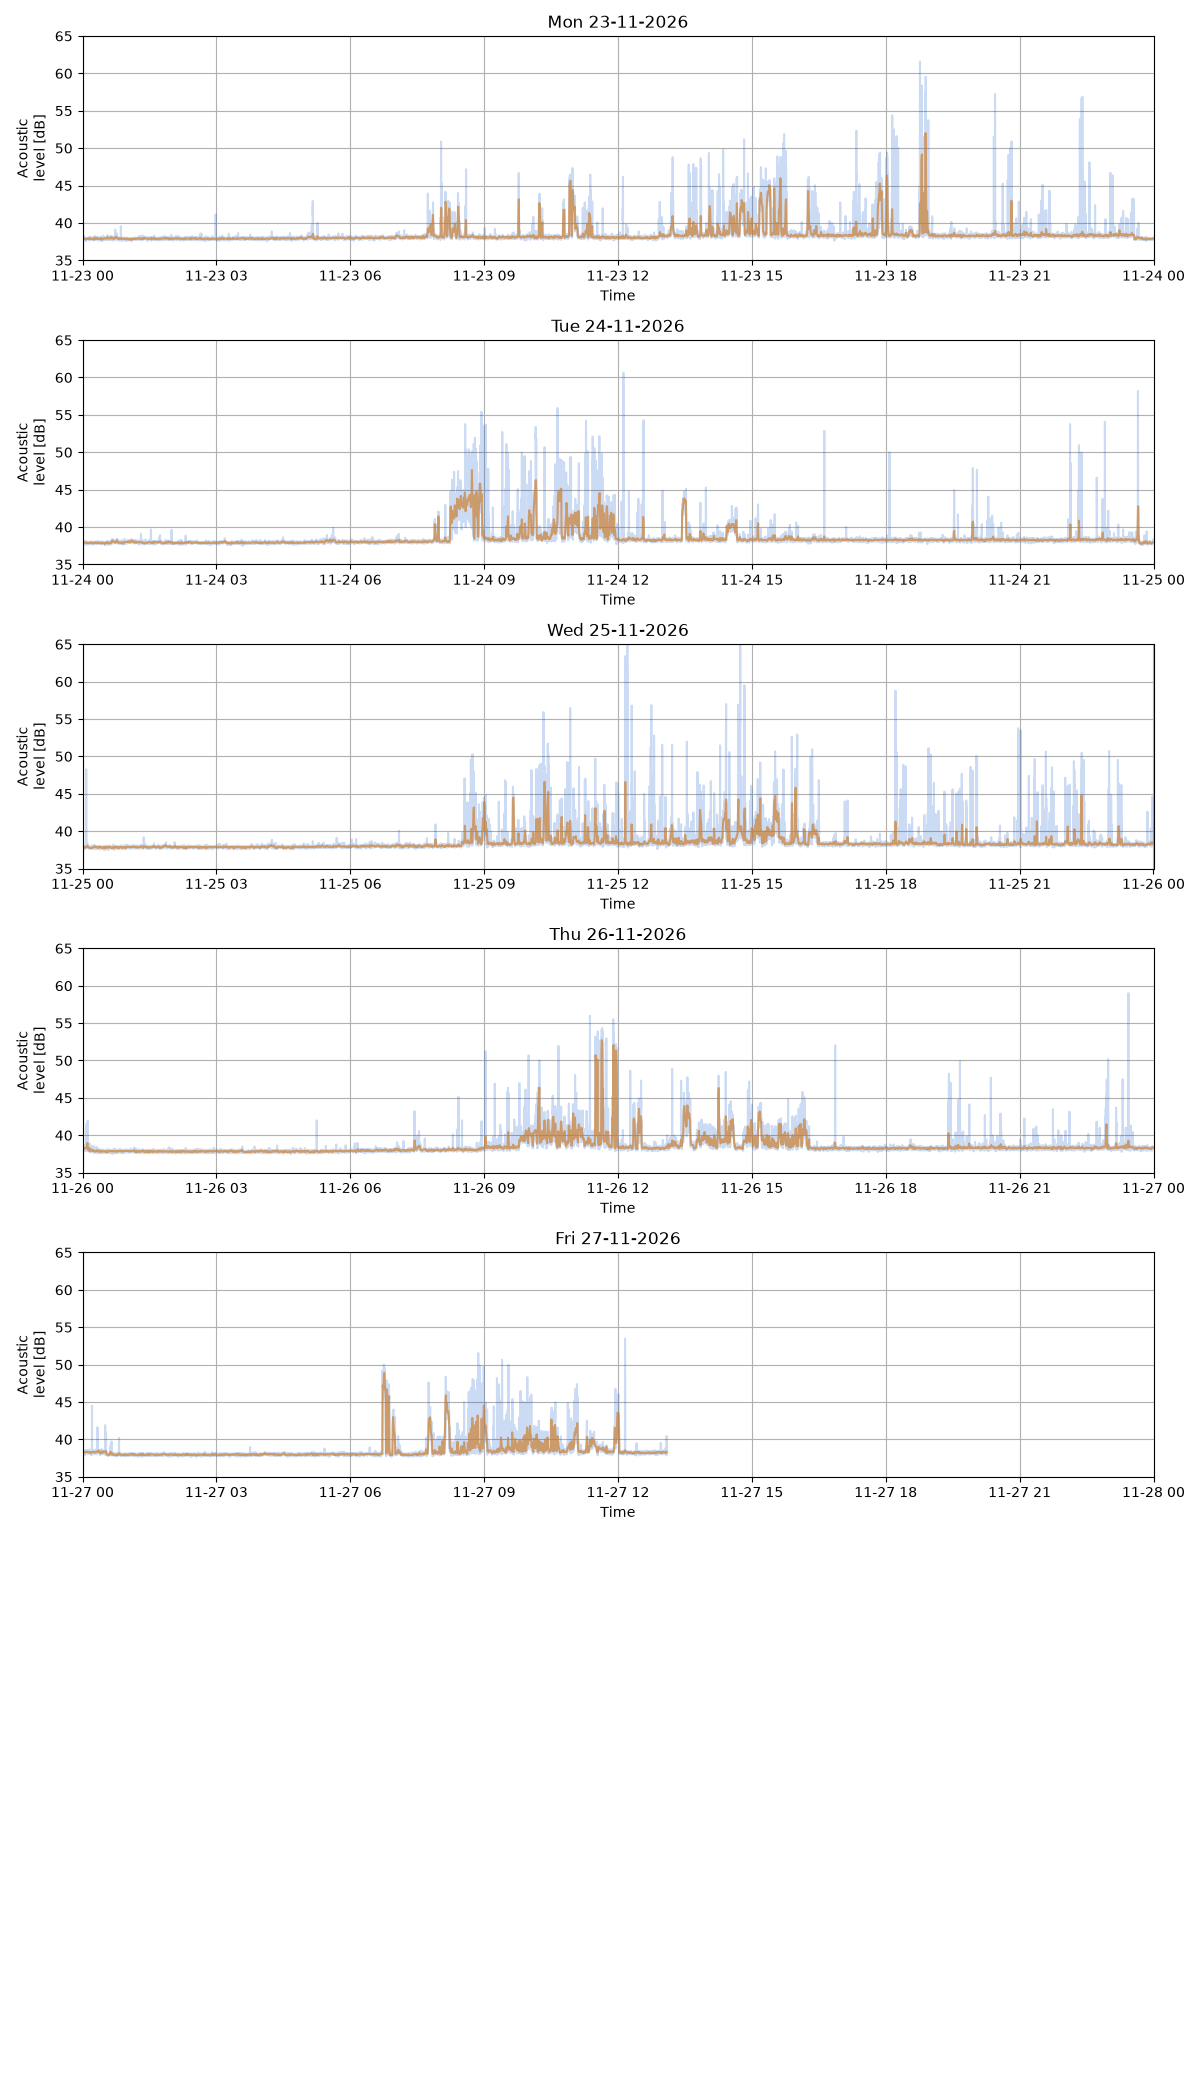 Mon 23-11-2026
65
60
55
50
45
40
35
Acoustic
level [dB]
11-23 00 11-23 03 11-23 06 11-23 09 11-23 12 11-23 15 11-23 18 11-23 21 11-24 00
Time
Tue 24-11-2026
65
60
55
50
45
40
35
Acoustic
level [dB]
11-24 00 11-24 03 11-24 06 11-24 09 11-24 12 11-24 15 11-24 18 11-24 21 11-25 00
Time
Wed 25-11-2026
65
60
55
50
45
40
35
Acoustic
level [dB]
11-25 00 11-25 03 11-25 06 11-25 09 11-25 12 11-25 15 11-25 18 11-25 21 11-26 00
Time
Thu 26-11-2026
65
60
55
50
45
40
35
Acoustic
level [dB]
11-26 00 11-26 03 11-26 06 11-26 09 11-26 12 11-26 15 11-26 18 11-26 21 11-27 00
Time
Fri 27-11-2026
65
60
55
50
45
40
35
Acoustic
level [dB]
11-27 00 11-27 03 11-27 06 11-27 09 11-27 12 11-27 15 11-27 18 11-27 21 11-28 00
Time